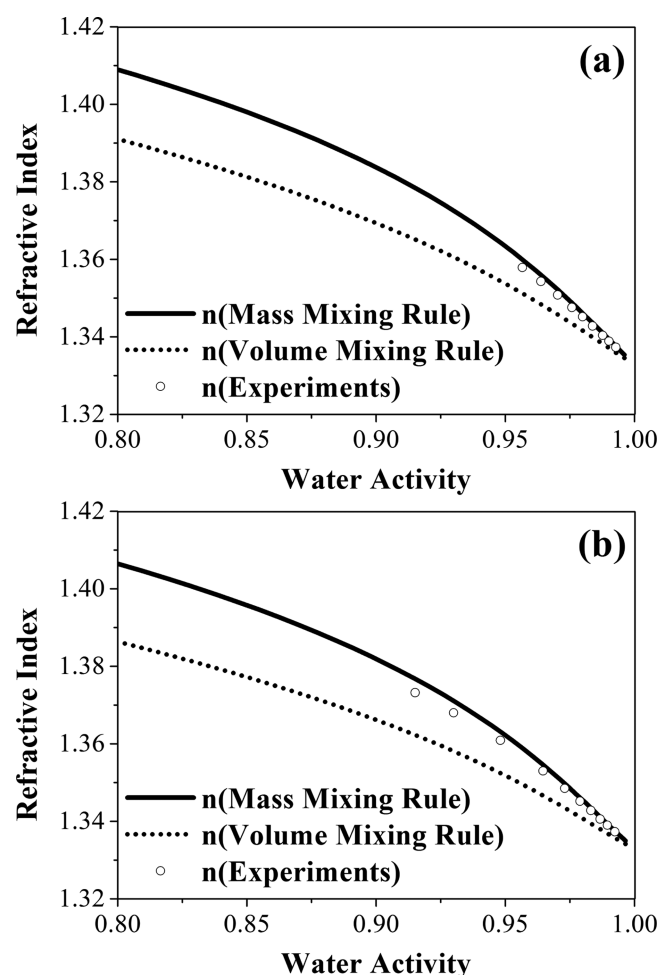 1.42
(a)
1.40
1.38
1.36
1.34
1.32
Refractive Index
n(Mass Mixing Rule)
n(Volume Mixing Rule)
n(Experiments)
0.80 0.85 0.90 0.95 1.00
Water Activity
1.42
(b)
1.40
1.38
1.36
1.34
1.32
Refractive Index
n(Mass Mixing Rule)
n(Volume Mixing Rule)
n(Experiments)
0.80 0.85 0.90 0.95 1.00
Water Activity